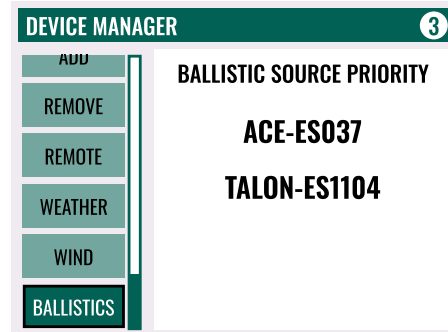 DEVICE MANAGER
3
ADD
REMOVE
REMOTE
WEATHER
WIND
BALLISTICS
BALLISTIC SOURCE PRIORITY
ACE-ES037
TALON-ES1104